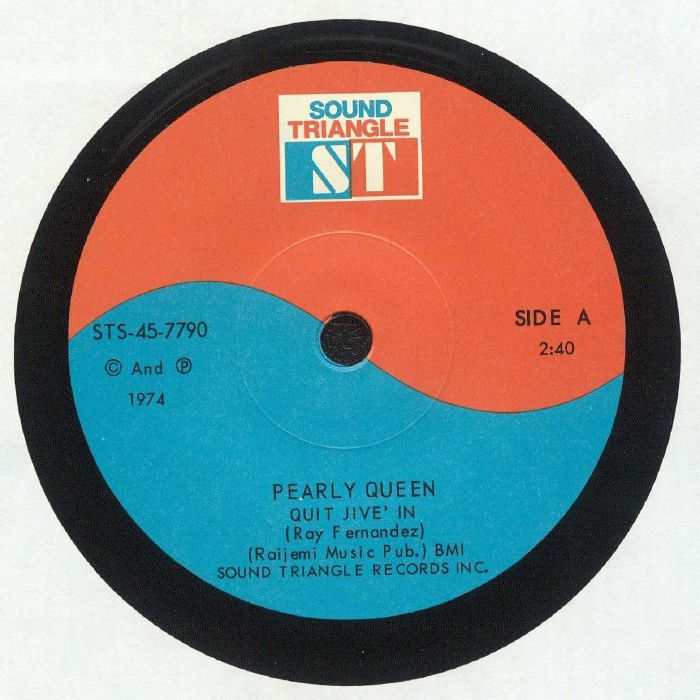 SOUND
TRIANGLE
ST
STS-45-7790
© And ℗
1974
SIDE A
2:40
PEARLY QUEEN
QUIT JIVE' IN
(Ray Fernandez)
(Raijemi Music Pub.) BMI
SOUND TRIANGLE RECORDS INC.